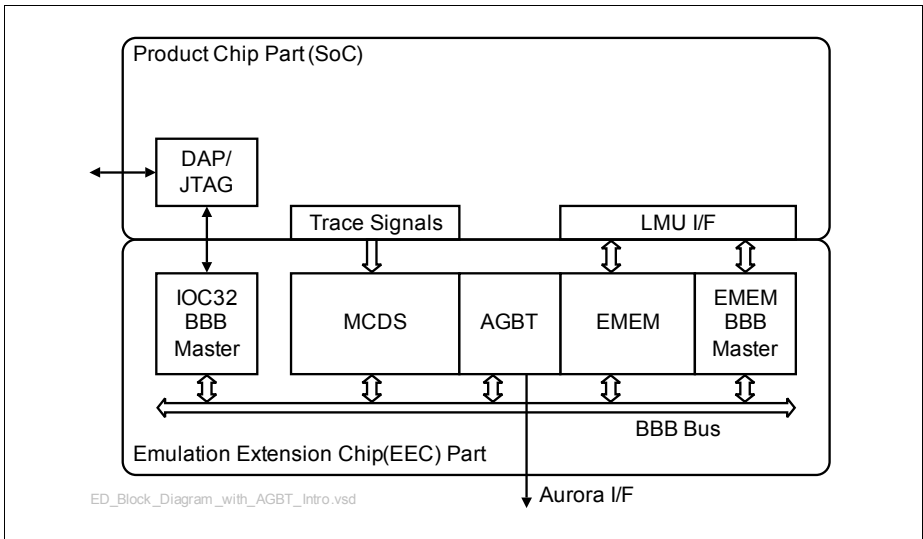 Product Chip Part (SoC)
DAP/
JTAG
Trace Signals
LMU I/F
IOC32
BBB
Master
MCDS
AGBT
EMEM
EMEM
BBB
Master
BBB Bus
Emulation Extension Chip(EEC) Part
ED_Block_Diagram_with_AGBT_Intro.vsd
Aurora I/F